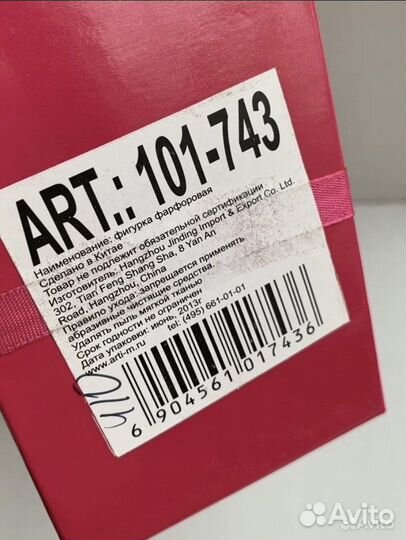 ART.: 101-743
Наименование: фигурка фарфоровая
Сделано в Китае
Товар не подлежит обязательной сертификации
Изготовитель: Hangzhou Jinding Import & Export Co. Ltd.
302, Tian Feng Shang Sha, 8 Yan An
Road, Hangzhou, China
Правило ухода: запрещается применять
абразивные чистящие средства.
Удалять пыль мягкой тканью
Срок годности не ограничен
Дата упаковки: июнь, 2013г
www.arti-m.ru tel: (495) 661-01-01
6 904561 017436
Avito